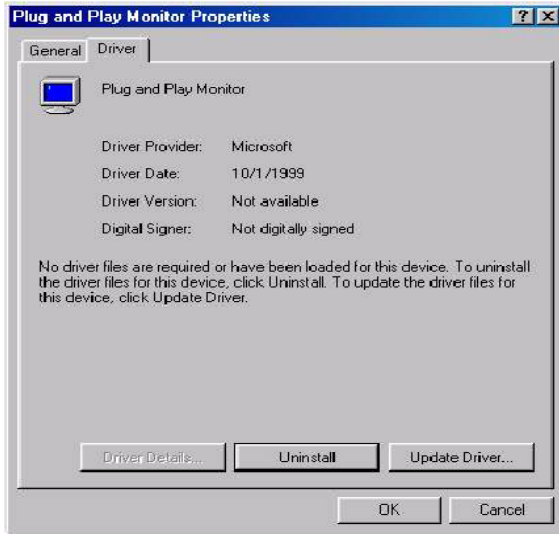 Plug and Play Monitor Properties
General Driver
Plug and Play Monitor
Driver Provider: Microsoft
Driver Date: 10/1/1999
Driver Version: Not available
Digital Signer: Not digitally signed
No driver files are required or have been loaded for this device. To uninstall
the driver files for this device, click Uninstall. To update the driver files for
this device, click Update Driver.
Driver Details... Uninstall Update Driver...
OK Cancel